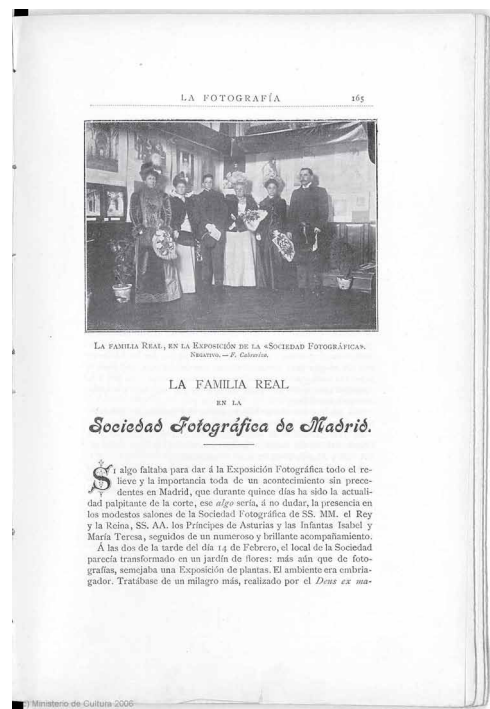 LA FOTOGRAFÍA 165
LA FAMILIA REAL, EN LA EXPOSICIÓN DE LA «SOCIEDAD FOTOGRÁFICA».
NEGATIVO. — F. Cabrerizo.
LA FAMILIA REAL
EN LA
Sociedad Fotográfica de Madrid.
SI algo faltaba para dar á la Exposición Fotográfica todo el re-
lieve y la importancia toda de un acontecimiento sin prece-
dentes en Madrid, que durante quince días ha sido la actuali-
dad palpitante de la corte, ese algo sería, á no dudar, la presencia en
los modestos salones de la Sociedad Fotográfica de SS. MM. el Rey
y la Reina, SS. AA. los Príncipes de Asturias y las Infantas Isabel y
María Teresa, seguidos de un numeroso y brillante acompañamiento.
Á las dos de la tarde del día 14 de Febrero, el local de la Sociedad
parecía transformado en un jardín de flores: más aún que de foto-
grafías, semejaba una Exposición de plantas. El ambiente era embria-
gador. Tratábase de un milagro más, realizado por el Deus ex ma-
(c) Ministerio de Cultura 2006